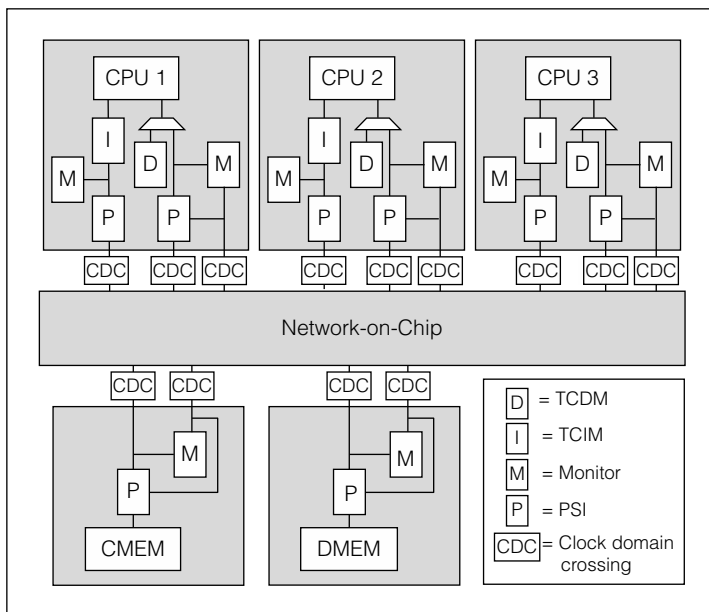 CPU 1 CPU 2 CPU 3
I I I
D M D M D M
M M M
P P P P P P
CDC CDC CDC CDC CDC CDC CDC CDC CDC
Network-on-Chip
CDC CDC CDC CDC
M M
P P
CMEM DMEM
D = TCDM
I = TCIM
M = Monitor
P = PSI
CDC = Clock domain
crossing